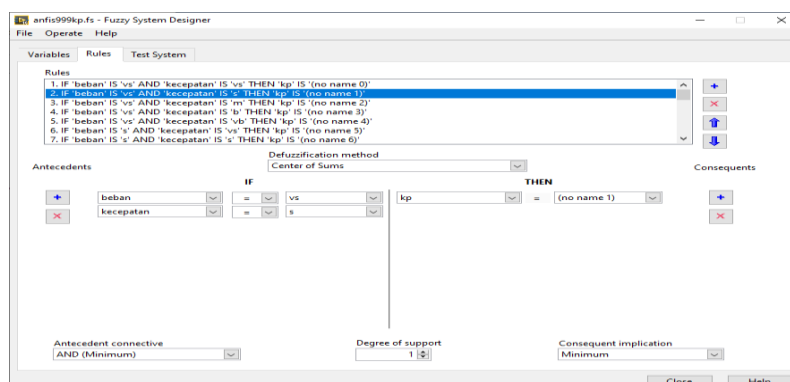 anfis999kp.fs - Fuzzy System Designer
File Operate Help
Variables Rules Test System
Rules
1. IF 'beban' IS 'vs' AND 'kecepatan' IS 'vs' THEN 'kp' IS '(no name 0)'
2. IF 'beban' IS 'vs' AND 'kecepatan' IS 's' THEN 'kp' IS '(no name 1)'
3. IF 'beban' IS 'vs' AND 'kecepatan' IS 'm' THEN 'kp' IS '(no name 2)'
4. IF 'beban' IS 'vs' AND 'kecepatan' IS 'b' THEN 'kp' IS '(no name 3)'
5. IF 'beban' IS 'vs' AND 'kecepatan' IS 'vb' THEN 'kp' IS '(no name 4)'
6. IF 'beban' IS 's' AND 'kecepatan' IS 'vs' THEN 'kp' IS '(no name 5)'
7. IF 'beban' IS 's' AND 'kecepatan' IS 's' THEN 'kp' IS '(no name 6)'
Defuzzification method
Antecedents Center of Sums Consequents
IF THEN
beban = vs kp = (no name 1)
kecepatan = s
Antecedent connective Degree of support Consequent implication
AND (Minimum) 1 Minimum
Close Help